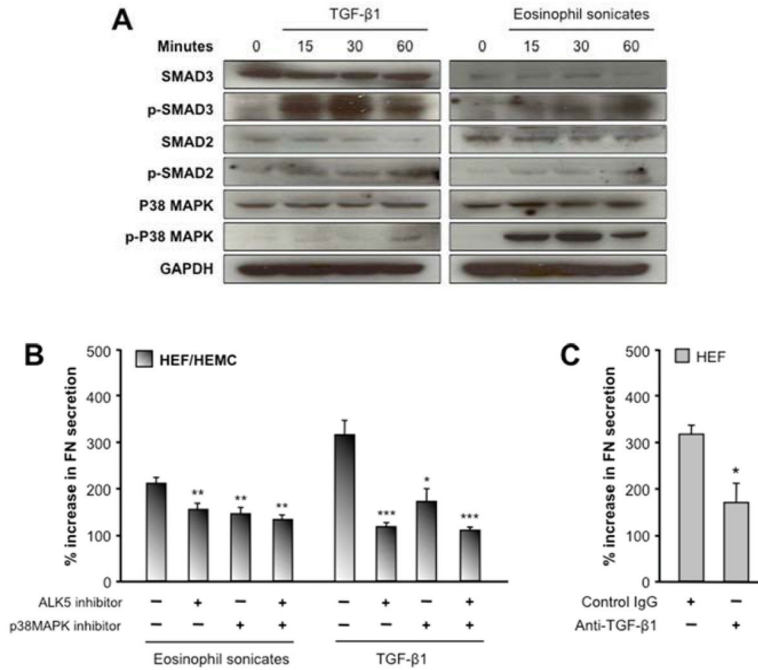 A
TGF-β1 Eosinophil sonicates
Minutes 0 15 30 60 0 15 30 60
SMAD3
p-SMAD3
SMAD2
p-SMAD2
P38 MAPK
p-P38 MAPK
GAPDH
B
HEF/HEMC
% increase in FN secretion
500
400
300
200
100
0
** ** ** *** * ***
ALK5 inhibitor – + – + – + – +
p38MAPK inhibitor – – + + – – + +
Eosinophil sonicates TGF-β1
C
HEF
% increase in FN secretion
500
400
300
200
100
0
*
Control IgG + –
Anti-TGF-β1 – +